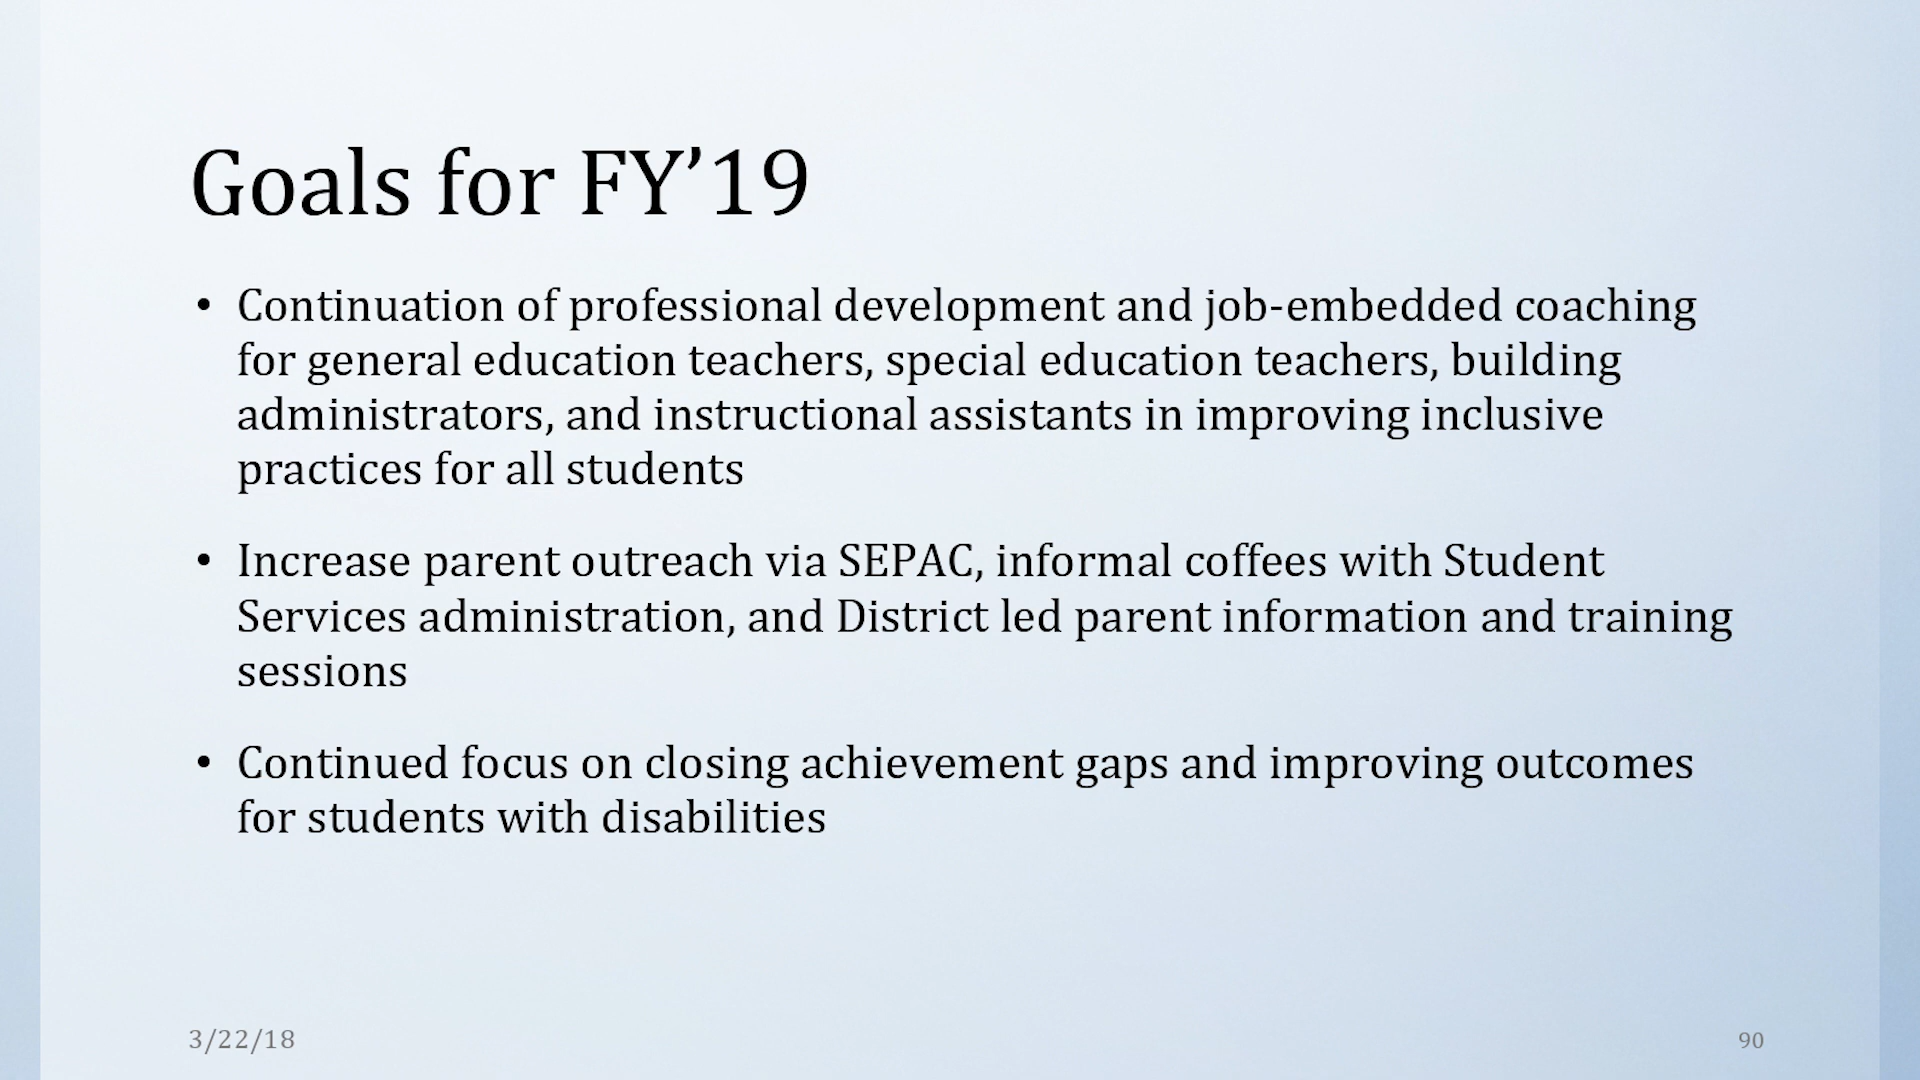 Goals for FY’19
• Continuation of professional development and job-embedded coaching
for general education teachers, special education teachers, building
administrators, and instructional assistants in improving inclusive
practices for all students
• Increase parent outreach via SEPAC, informal coffees with Student
Services administration, and District led parent information and training
sessions
• Continued focus on closing achievement gaps and improving outcomes
for students with disabilities
3/22/18
90